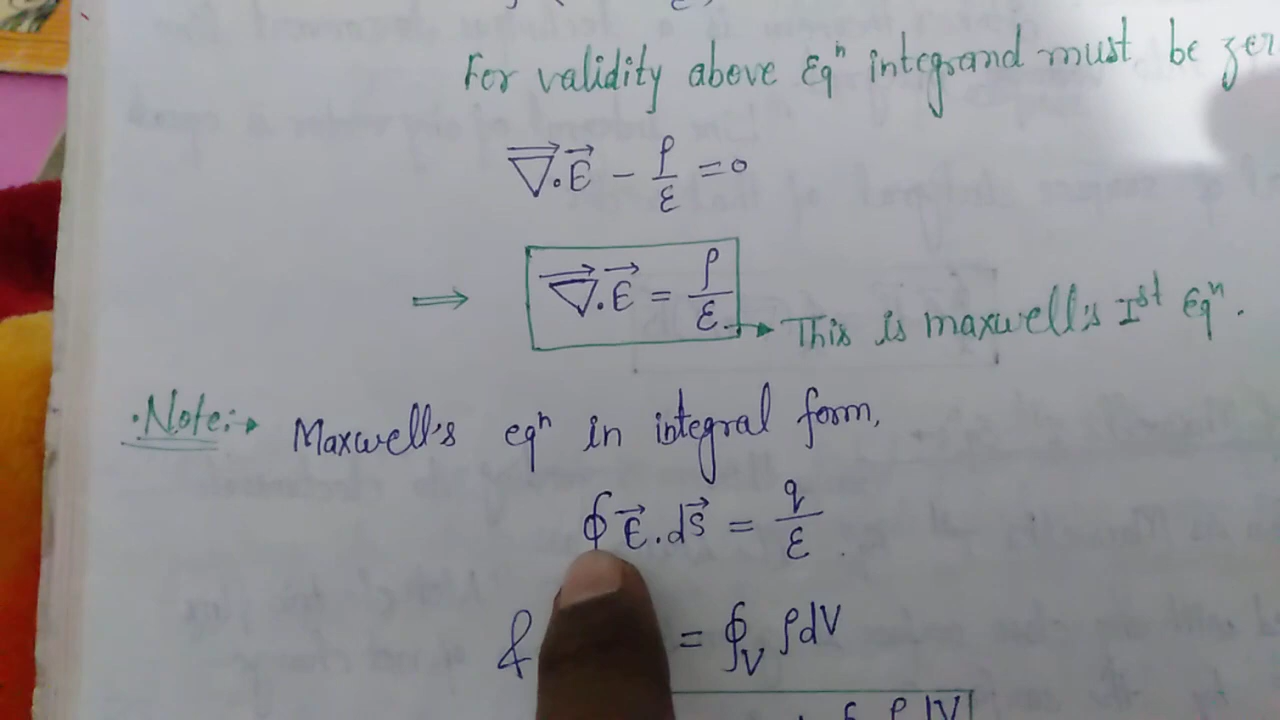 For validity above Eqⁿ integrand must be
∇⃗.E⃗ − ρ/ε = 0
⇒ ∇⃗.E⃗ = ρ/ε → This is maxwell's Iˢᵗ Eqⁿ.
Note:→ Maxwell's eqⁿ in integral form,
∮E⃗.dS⃗ = q/ε.
& = ∮V ρdV